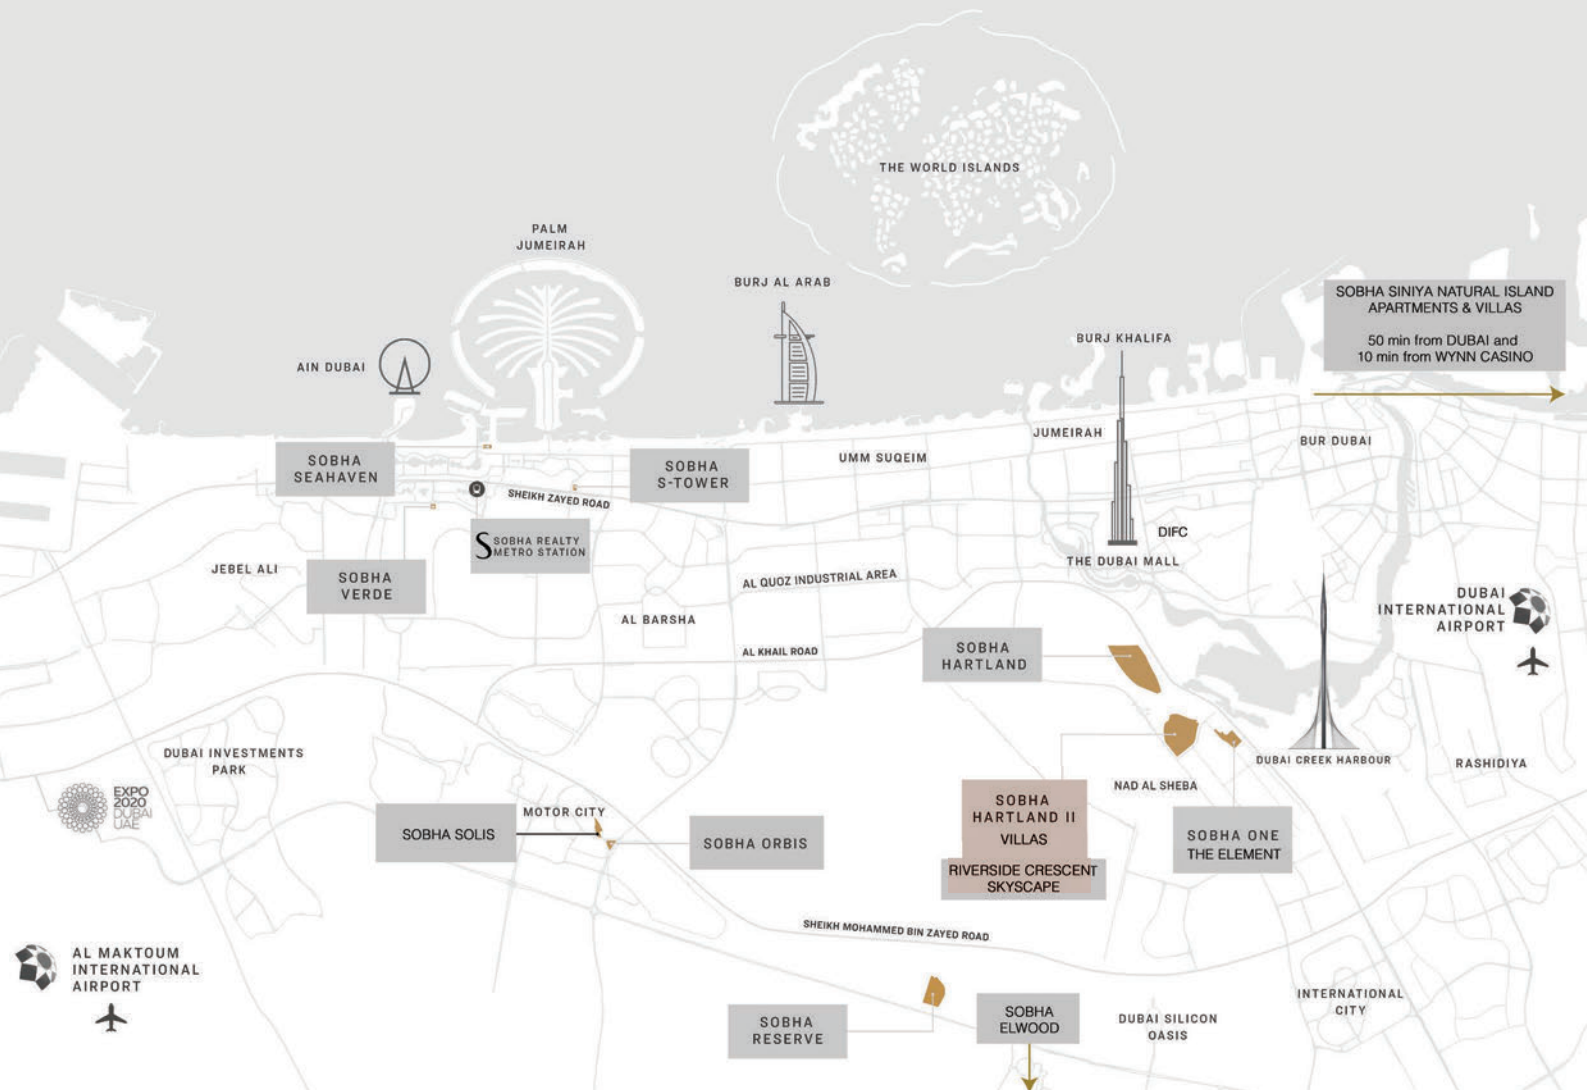 THE WORLD ISLANDS
PALM
JUMEIRAH
BURJ AL ARAB
SOBHA SINIYA NATURAL ISLAND
APARTMENTS & VILLAS
50 min from DUBAI and
10 min from WYNN CASINO
BURJ KHALIFA
AIN DUBAI
JUMEIRAH
BUR DUBAI
SOBHA
SEAHAVEN
SOBHA
S-TOWER
UMM SUQEIM
SHEIKH ZAYED ROAD
S SOBHA REALTY
METRO STATION
DIFC
THE DUBAI MALL
JEBEL ALI
SOBHA
VERDE
AL QUOZ INDUSTRIAL AREA
DUBAI
INTERNATIONAL
AIRPORT
AL BARSHA
AL KHAIL ROAD
SOBHA
HARTLAND
DUBAI INVESTMENTS
PARK
DUBAI CREEK HARBOUR
RASHIDIYA
NAD AL SHEBA
EXPO
2020
DUBAI
UAE
MOTOR CITY
SOBHA SOLIS
SOBHA ORBIS
SOBHA
HARTLAND II
VILLAS
RIVERSIDE CRESCENT
SKYSCAPE
SOBHA ONE
THE ELEMENT
SHEIKH MOHAMMED BIN ZAYED ROAD
AL MAKTOUM
INTERNATIONAL
AIRPORT
SOBHA
RESERVE
SOBHA
ELWOOD
DUBAI SILICON
OASIS
INTERNATIONAL
CITY